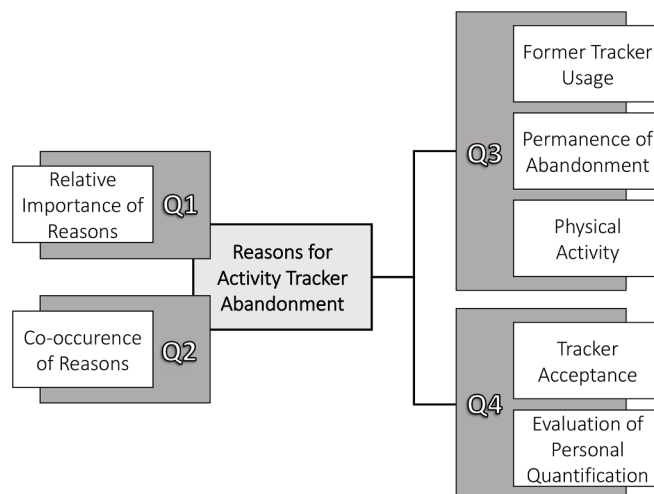 Relative
Importance of
Reasons
Q1
Co-occurence
of Reasons
Q2
Reasons for
Activity Tracker
Abandonment
Q3
Former Tracker
Usage
Permanence of
Abandonment
Physical
Activity
Q4
Tracker
Acceptance
Evaluation of
Personal
Quantification